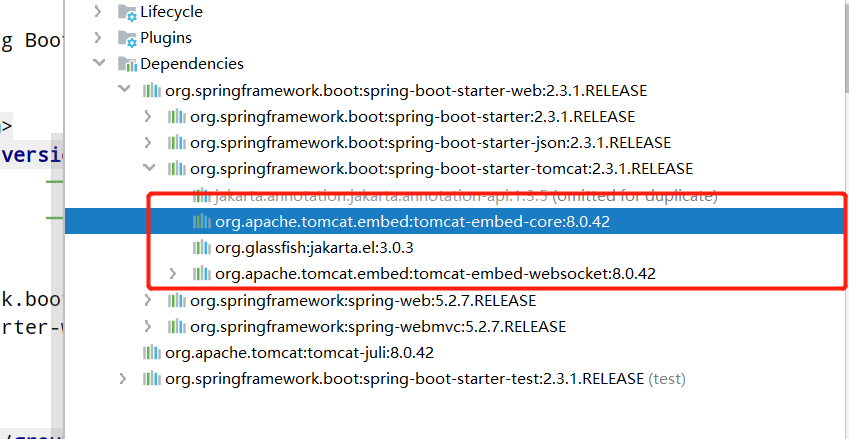 Lifecycle
g Boo
Plugins
Dependencies
org.springframework.boot:spring-boot-starter-web:2.3.1.RELEASE
org.springframework.boot:spring-boot-starter:2.3.1.RELEASE
>
org.springframework.boot:spring-boot-starter-json:2.3.1.RELEASE
versi
org.springframework.boot:spring-boot-starter-tomcat:2.3.1.RELEASE
jakarta.annotation:jakarta.annotation-api:1.3.5 (omitted for duplicate)
org.apache.tomcat.embed:tomcat-embed-core:8.0.42
org.glassfish:jakarta.el:3.0.3
org.apache.tomcat.embed:tomcat-embed-websocket:8.0.42
k.boo
org.springframework:spring-web:5.2.7.RELEASE
rter-w
org.springframework:spring-webmvc:5.2.7.RELEASE
org.apache.tomcat:tomcat-juli:8.0.42
org.springframework.boot:spring-boot-starter-test:2.3.1.RELEASE (test)